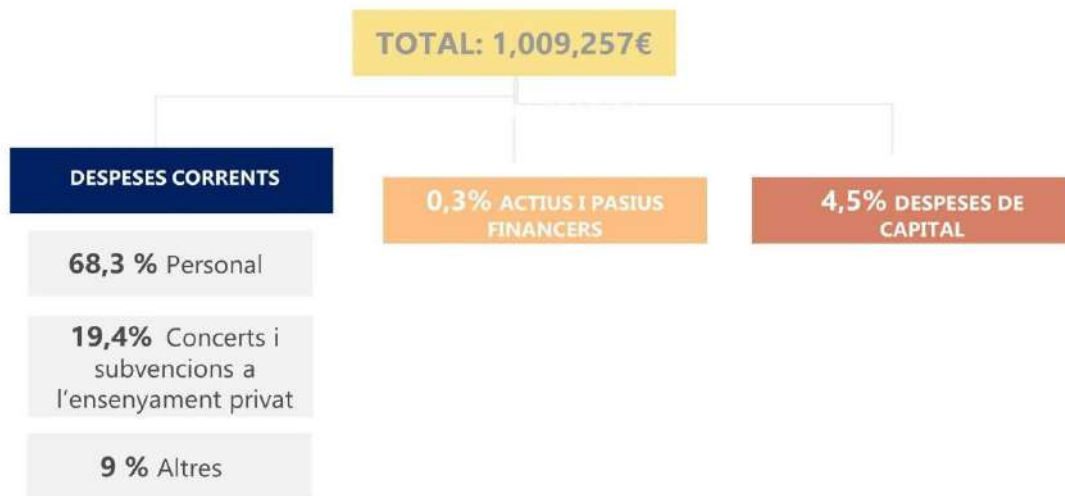 TOTAL: 1,009,257€
DESPESES CORRENTS
68,3 % Personal
19,4% Concerts i
subvencions a
l'ensenyament privat
9 % Altres
0,3% ACTIUS I PASIUS
FINANCERS
4,5% DESPESES DE
CAPITAL